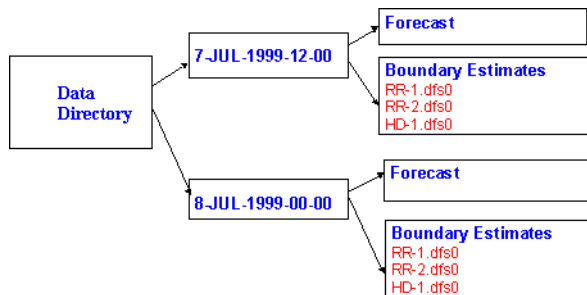 Data
Directory
7-JUL-1999-12-00
Forecast
Boundary Estimates
RR-1.dfs0
RR-2.dfs0
HD-1.dfs0
8-JUL-1999-00-00
Forecast
Boundary Estimates
RR-1.dfs0
RR-2.dfs0
HD-1.dfs0